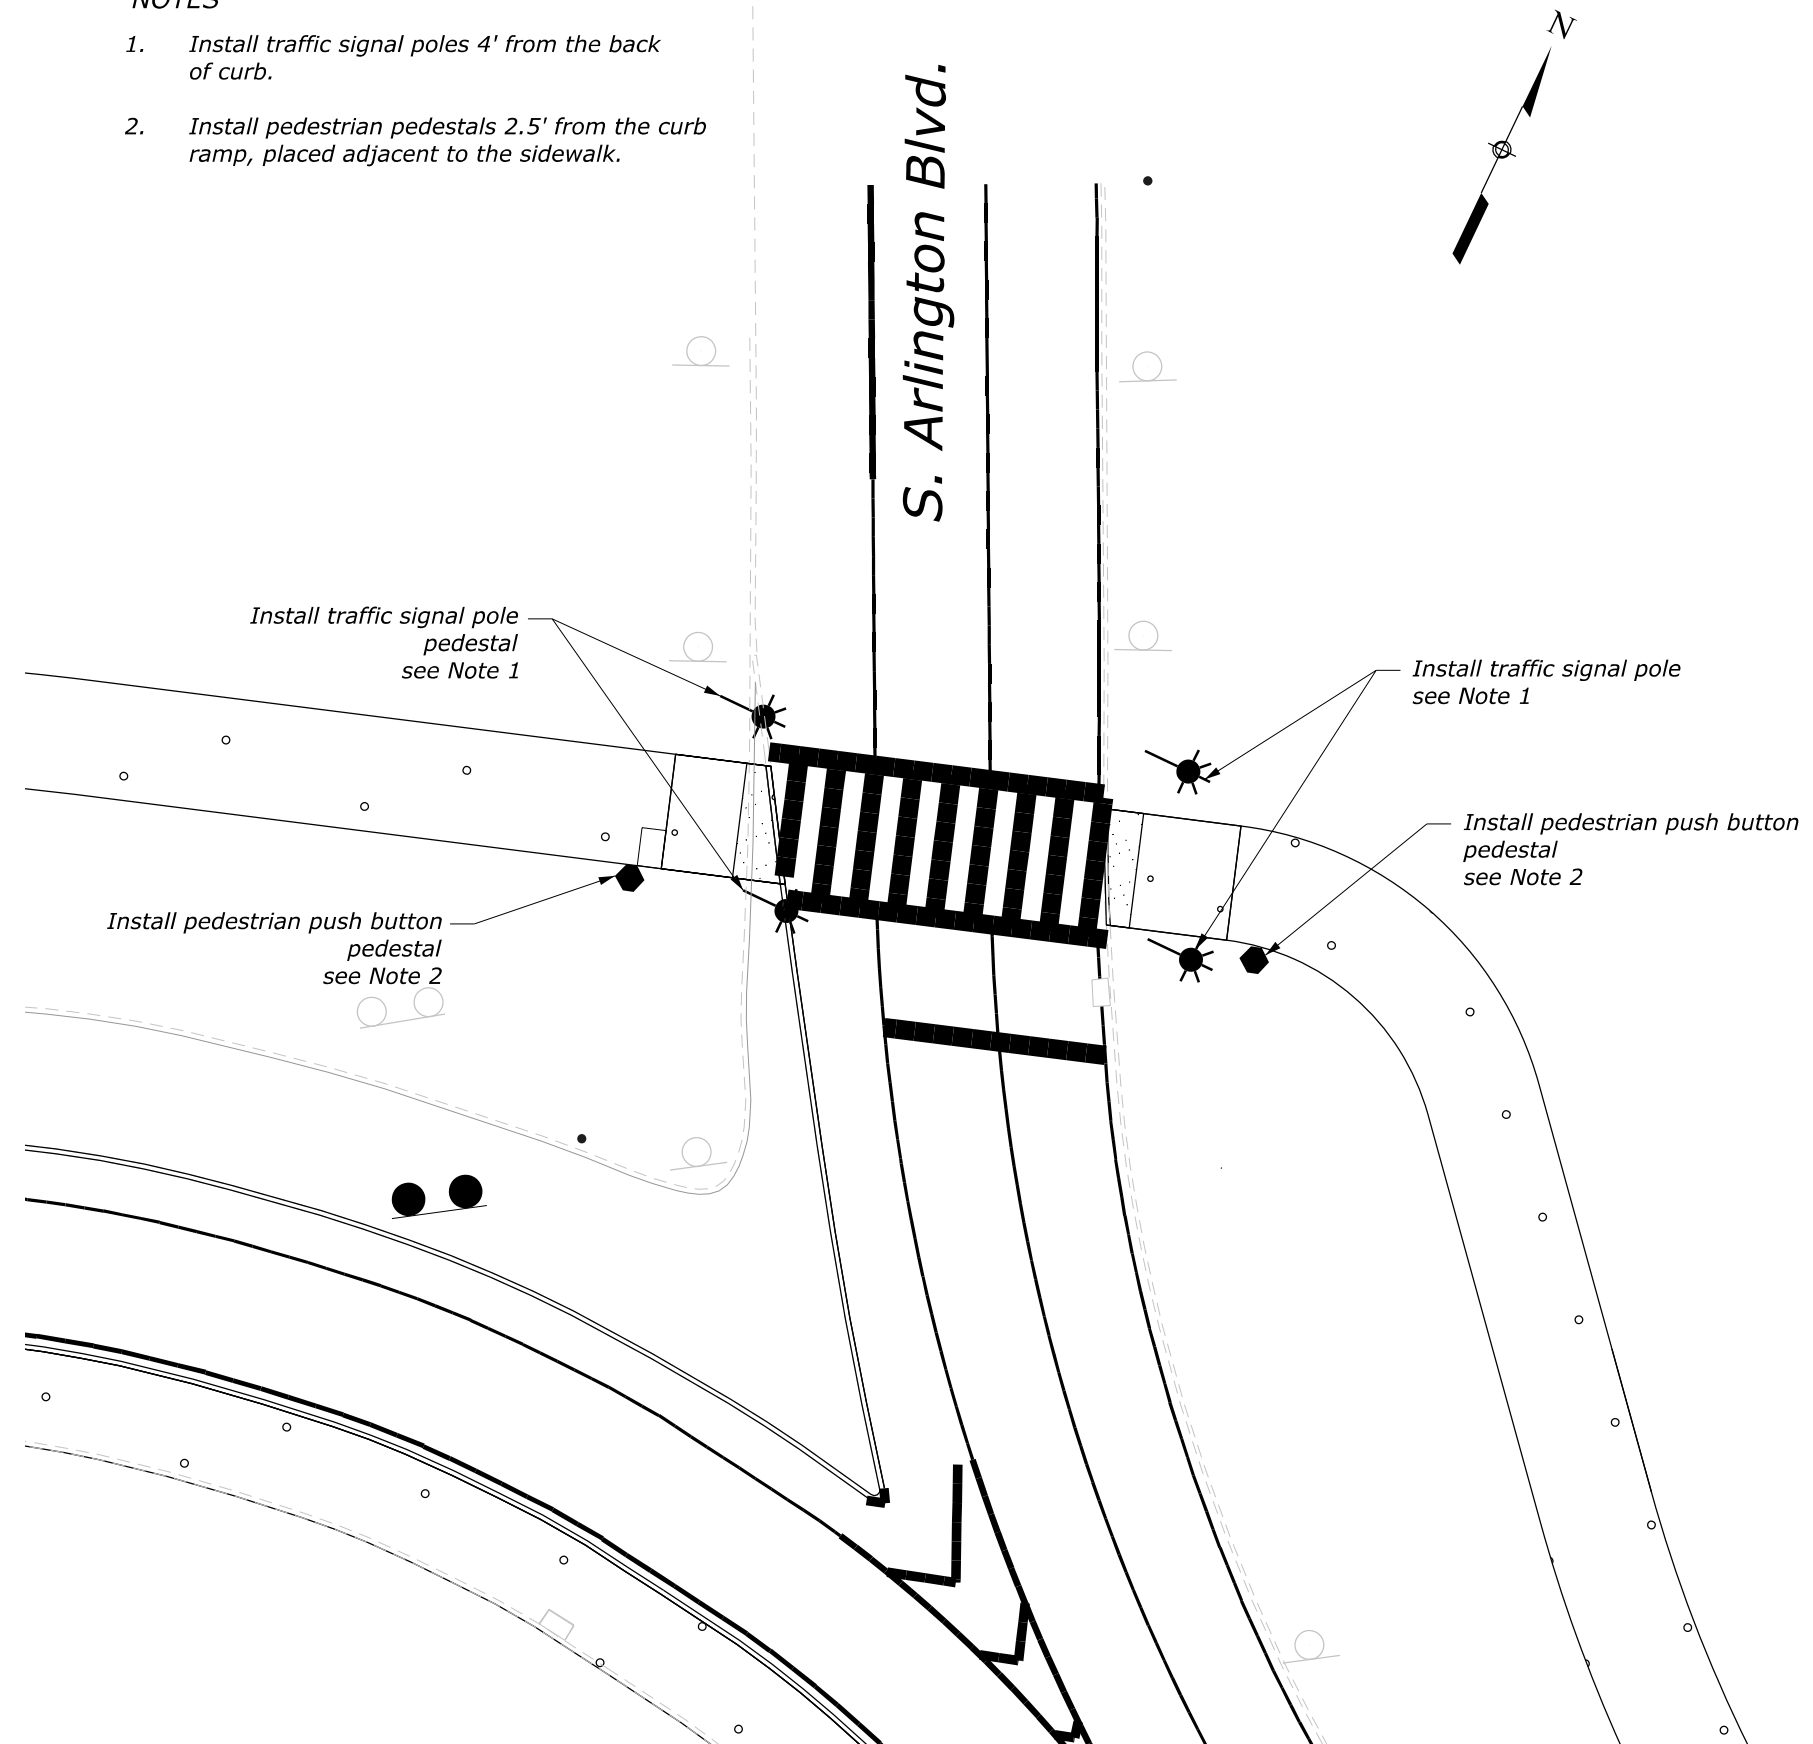 NOTES
1. Install traffic signal poles 4' from the back
of curb.
2. Install pedestrian pedestals 2.5' from the curb
ramp, placed adjacent to the sidewalk.
N
S. Arlington Blvd.
Install traffic signal pole
pedestal
see Note 1
Install traffic signal pole
see Note 1
Install pedestrian push button
pedestal
see Note 2
Install pedestrian push button
pedestal
see Note 2